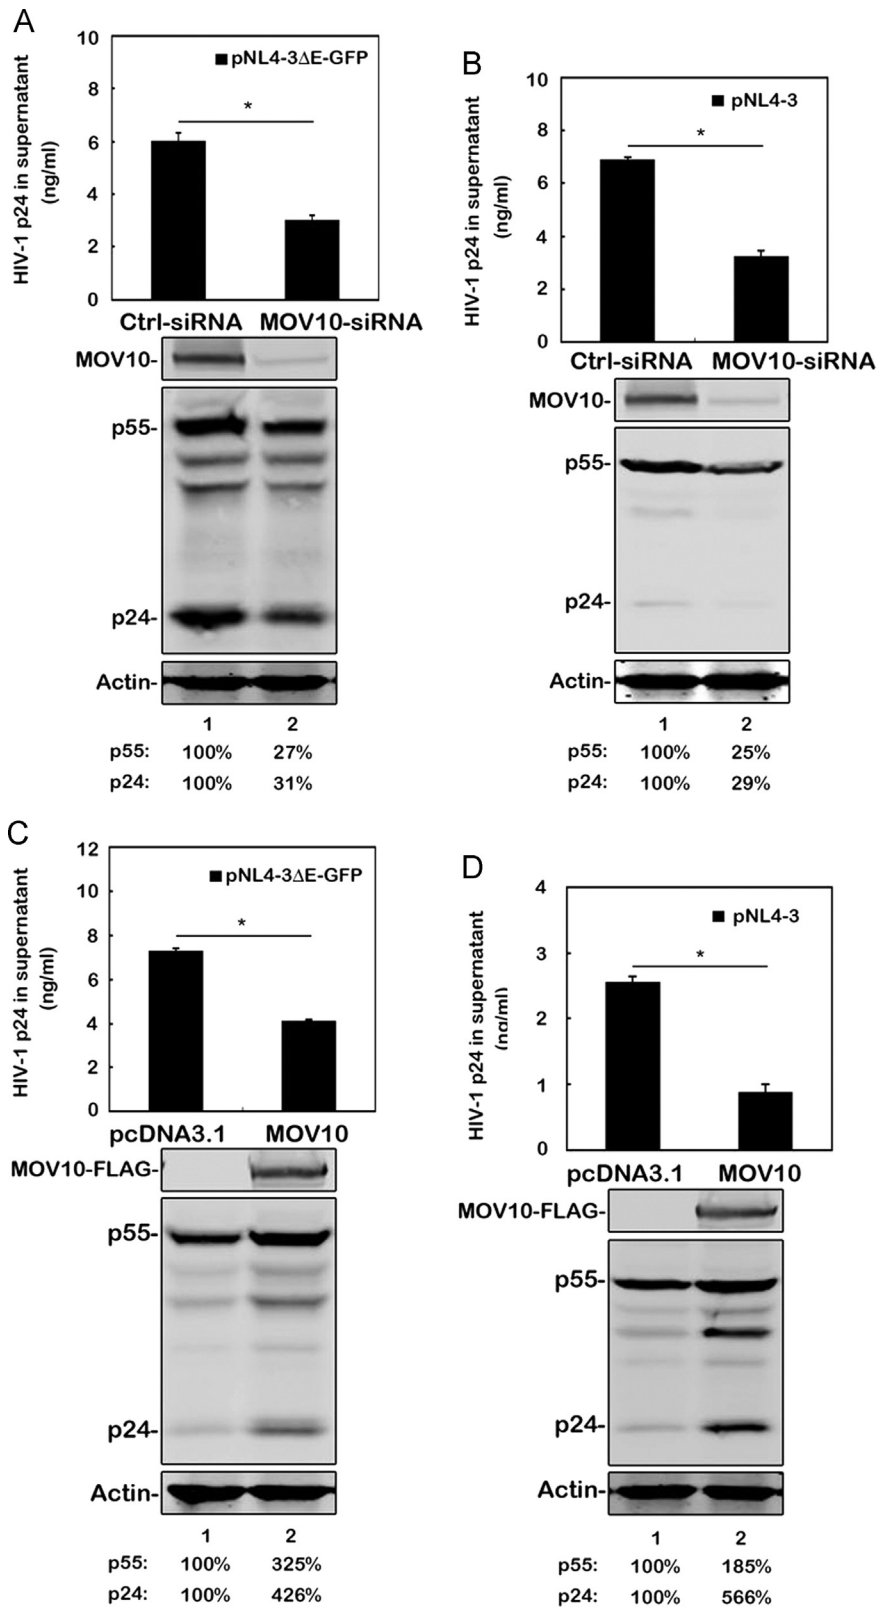 A
HIV-1 p24 in supernatant
(ng/ml)
10
8
6
4
2
0
pNL4-3ΔE-GFP
*
Ctrl-siRNA MOV10-siRNA
MOV10-
p55-
p24-
Actin-
1 2
p55: 100% 27%
p24: 100% 31%
B
HIV-1 p24 in supernatant
(ng/ml)
10
8
6
4
2
0
pNL4-3
*
Ctrl-siRNA MOV10-siRNA
MOV10-
p55-
p24-
Actin-
1 2
p55: 100% 25%
p24: 100% 29%
C
HIV-1 p24 in supernatant
(ng/ml)
12
10
8
6
4
2
0
pNL4-3ΔE-GFP
*
pcDNA3.1 MOV10
MOV10-FLAG-
p55-
p24-
Actin-
1 2
p55: 100% 325%
p24: 100% 426%
D
HIV-1 p24 in supernatant
(ng/ml)
4
3
2
1
0
pNL4-3
*
pcDNA3.1 MOV10
MOV10-FLAG-
p55-
p24-
Actin-
1 2
p55: 100% 185%
p24: 100% 566%